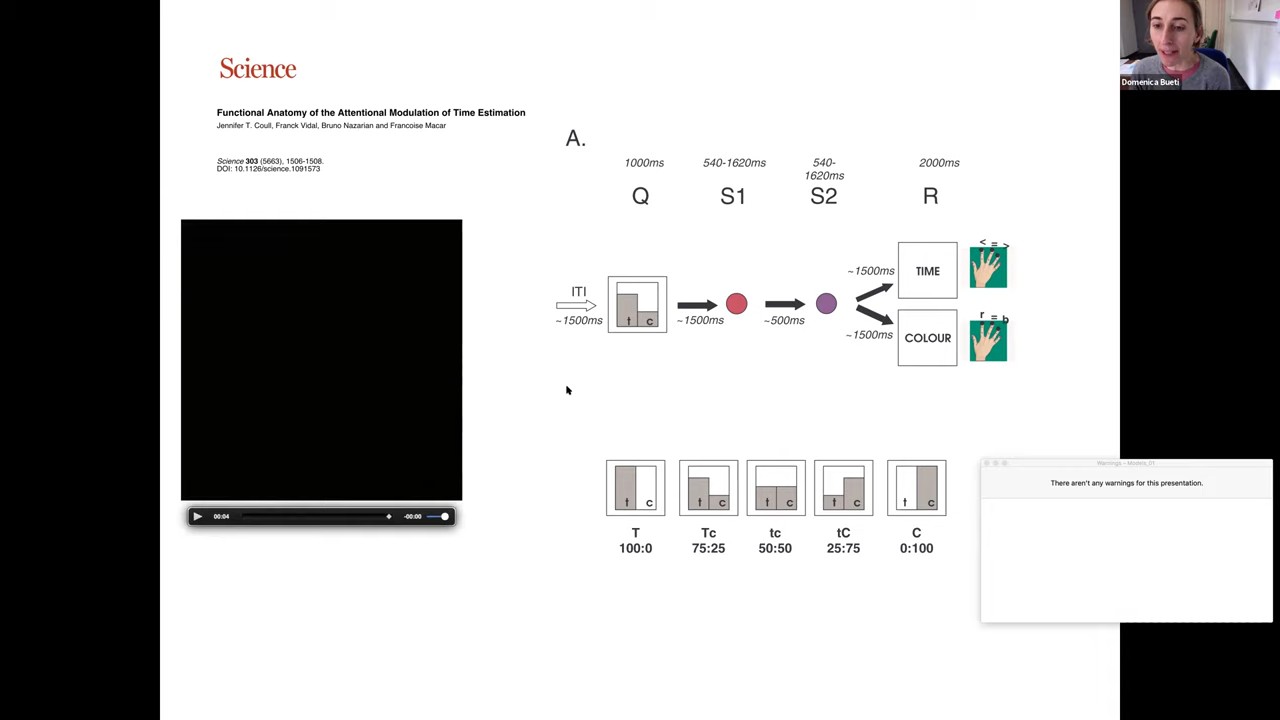 Domenica Bueti
Science
Functional Anatomy of the Attentional Modulation of Time Estimation
Jennifer T. Coull, Franck Vidal, Bruno Nazarian and Francoise Macar
Science 303 (5663), 1506-1508.
DOI: 10.1126/science.1091573
A.
1000ms
540-1620ms
540-
1620ms
2000ms
Q
S1
S2
R
ITI
~1500ms
t c
~1500ms
~500ms
~1500ms
~1500ms
TIME
< = >
COLOUR
r = b
00:04
-00:00
t c
t c
t c
t c
t c
T
100:0
Tc
75:25
tc
50:50
tC
25:75
C
0:100
Warnings - Models_01
There aren't any warnings for this presentation.